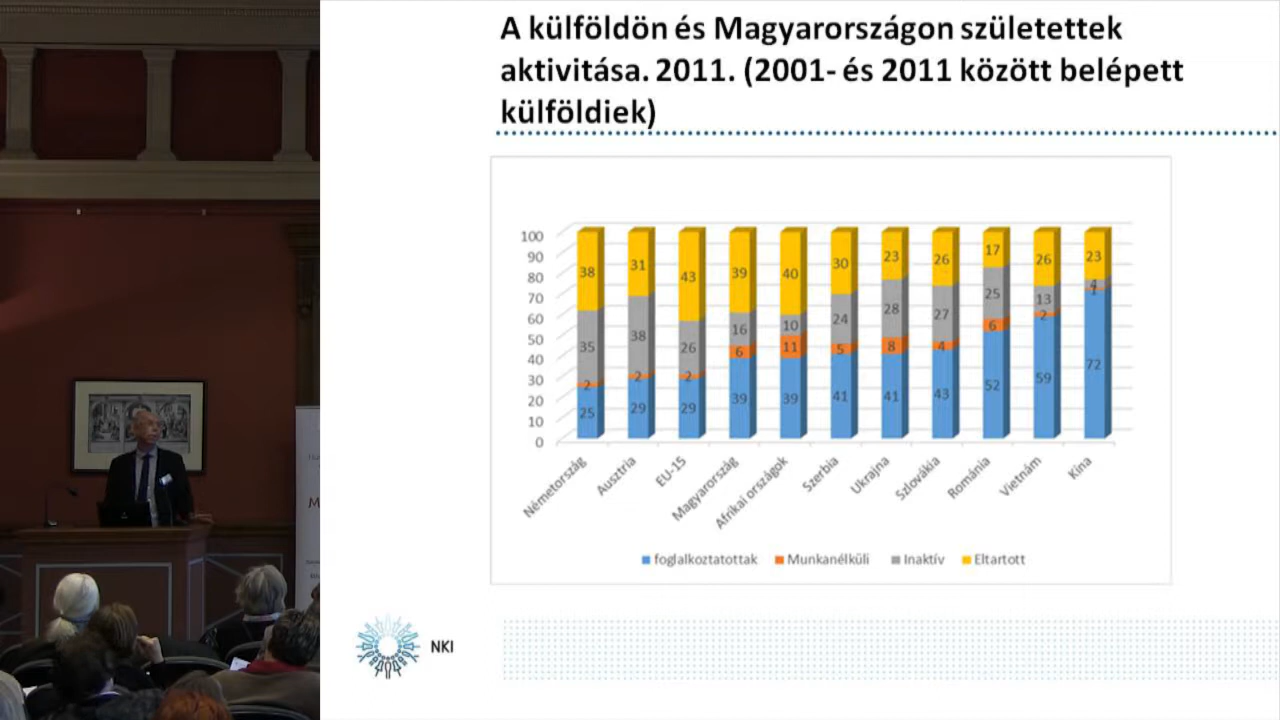 A külföldön és Magyarországon születettek
aktivitása. 2011. (2001- és 2011 között belépett
külföldiek)
100
90
80
70
60
50
40
30
20
10
0
38
35
2
25
31
38
2
29
43
26
2
29
39
16
6
39
40
10
11
39
30
24
5
41
23
28
8
41
26
27
4
43
17
25
6
52
26
13
2
59
23
4
1
72
Németország
Ausztria
EU-15
Magyarország
Afrikai országok
Szerbia
Ukrajna
Szlovákia
Románia
Vietnám
Kína
foglalkoztatottak
Munkanélküli
Inaktív
Eltartott
NKI